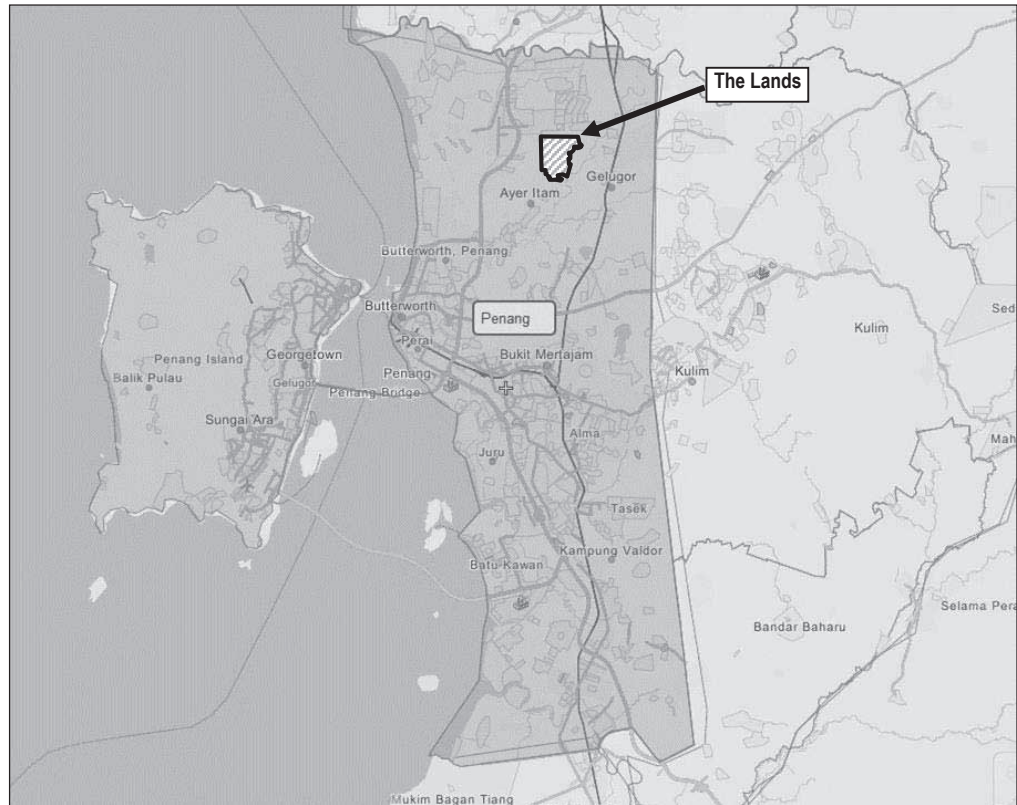 The Lands
Gelugor
Ayer Itam
Butterworth, Penang
Butterworth
Penang
Perai
Sed
Kulim
Penang Island
Georgetown
Bukit Mertajam
Balik Pulau
Gelugor
Penang
Penang Bridge
Kulim
Sungai Ara
Alma
Mah
Juru
Tasek
Kampung Valdor
Batu Kawan
Selama Pera
Bandar Baharu
Mukim Bagan Tiang